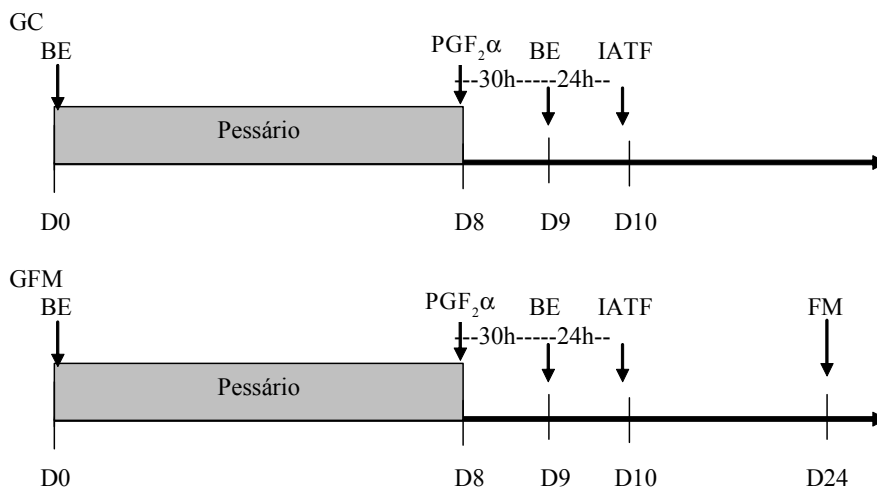 GC
BE PGF₂α BE IATF
---30h-----24h---
Pessário
D0 D8 D9 D10
GFM
BE PGF₂α BE IATF FM
---30h-----24h---
Pessário
D0 D8 D9 D10 D24